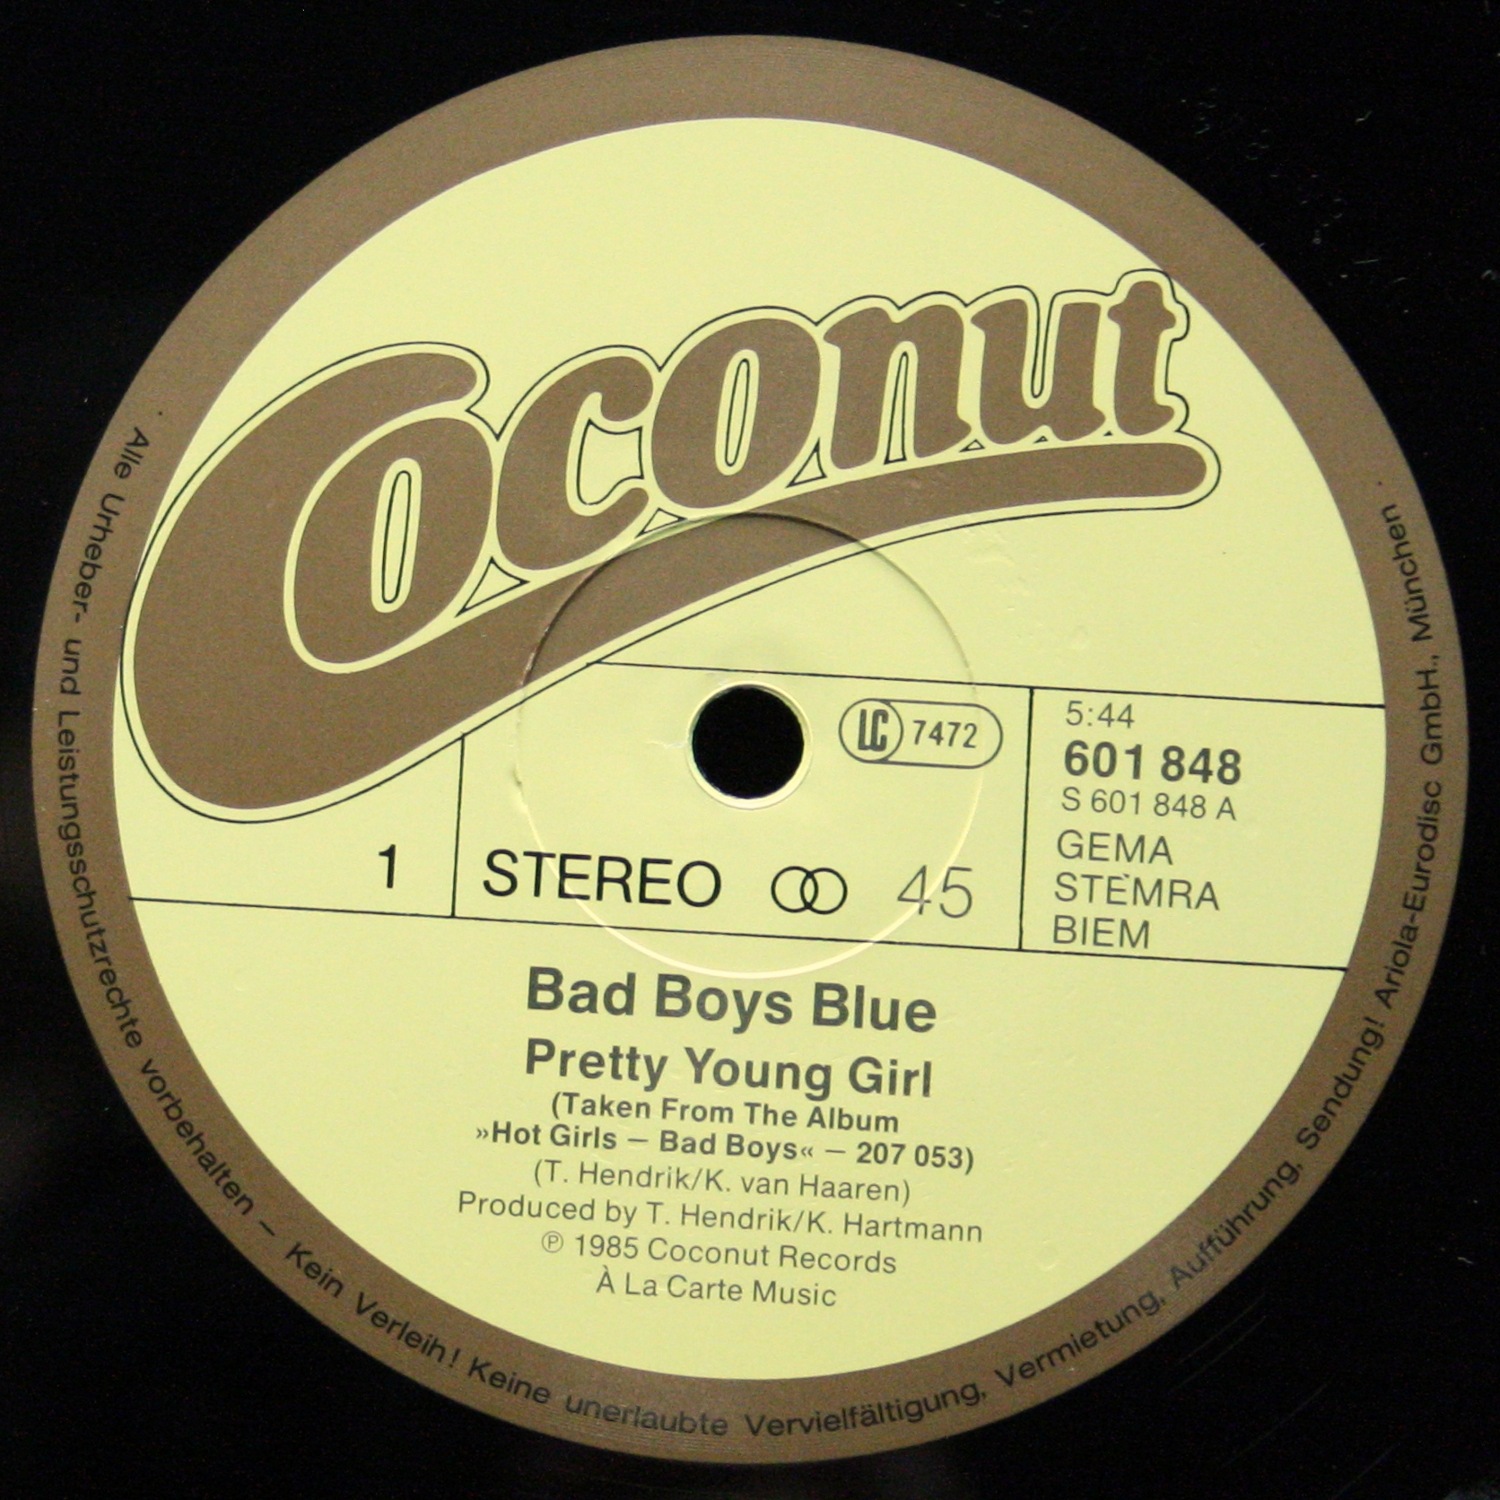 Coconut
LC 7472
5:44
601 848
S 601 848 A
GEMA
STEMRA
BIEM
1
STEREO 45
Bad Boys Blue
Pretty Young Girl
(Taken From The Album
»Hot Girls – Bad Boys« – 207 053)
(T. Hendrik/K. van Haaren)
Produced by T. Hendrik/K. Hartmann
℗ 1985 Coconut Records
À La Carte Music
Alle Urheber- und Leistungsschutzrechte vorbehalten – Kein Verleih! Keine unerlaubte Vervielfältigung, Vermietung, Aufführung, Sendung! Ariola-Eurodisc GmbH., München